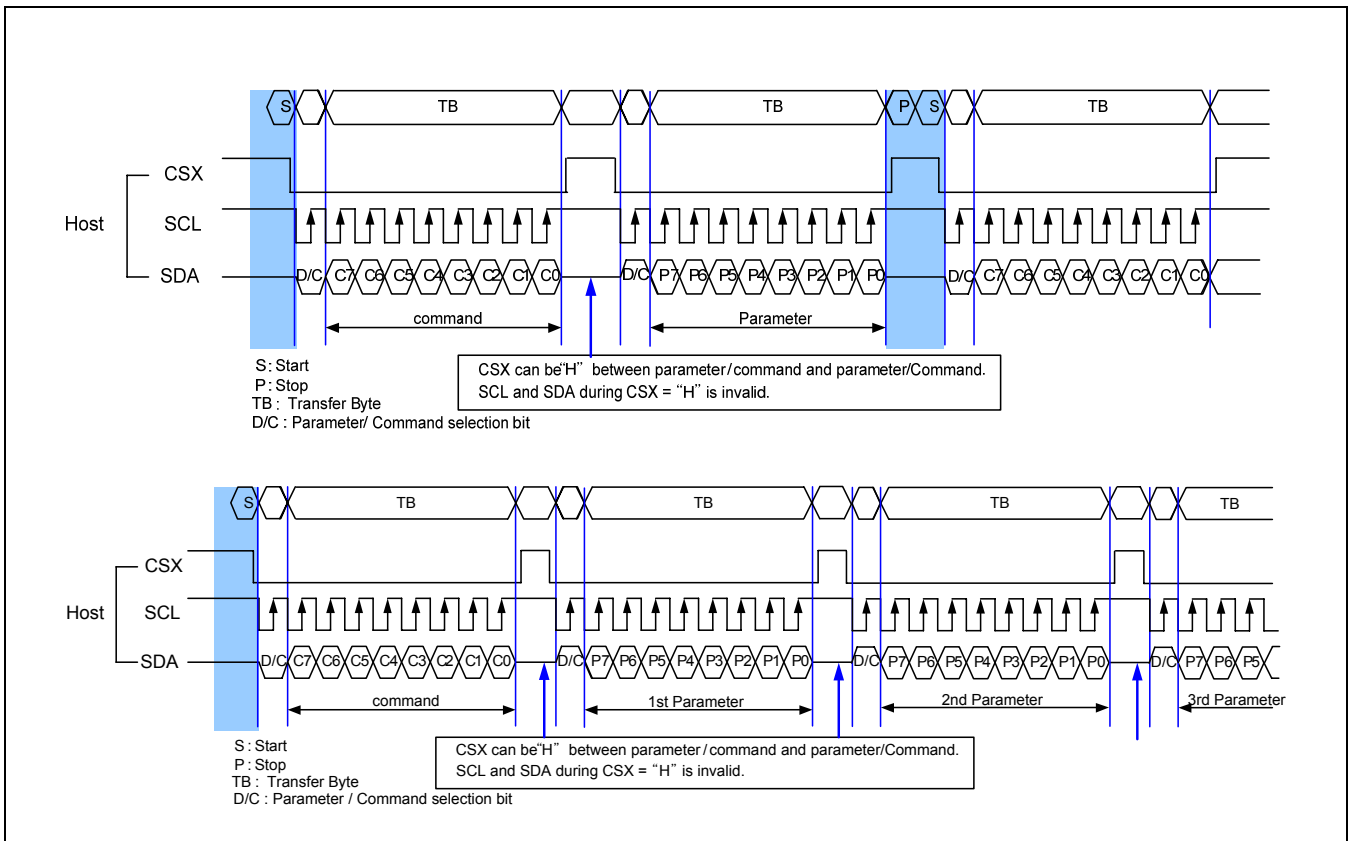 S TB TB P S TB
CSX
Host
SCL
SDA D/C C7 C6 C5 C4 C3 C2 C1 C0 D/C P7 P6 P5 P4 P3 P2 P1 P0 D/C C7 C6 C5 C4 C3 C2 C1 C0
command Parameter
S: Start
P: Stop
TB : Transfer Byte
D/C : Parameter/ Command selection bit
CSX can be“H” between parameter/command and parameter/Command.
SCL and SDA during CSX = “H” is invalid.
S TB TB TB TB
CSX
Host
SCL
SDA D/C C7 C6 C5 C4 C3 C2 C1 C0 D/C P7 P6 P5 P4 P3 P2 P1 P0 D/C P7 P6 P5 P4 P3 P2 P1 P0 D/C P7 P6 P5
command 1st Parameter 2nd Parameter 3rd Parameter
S : Start
P : Stop
TB : Transfer Byte
D/C : Parameter / Command selection bit
CSX can be“H” between parameter/command and parameter/Command.
SCL and SDA during CSX = “H” is invalid.